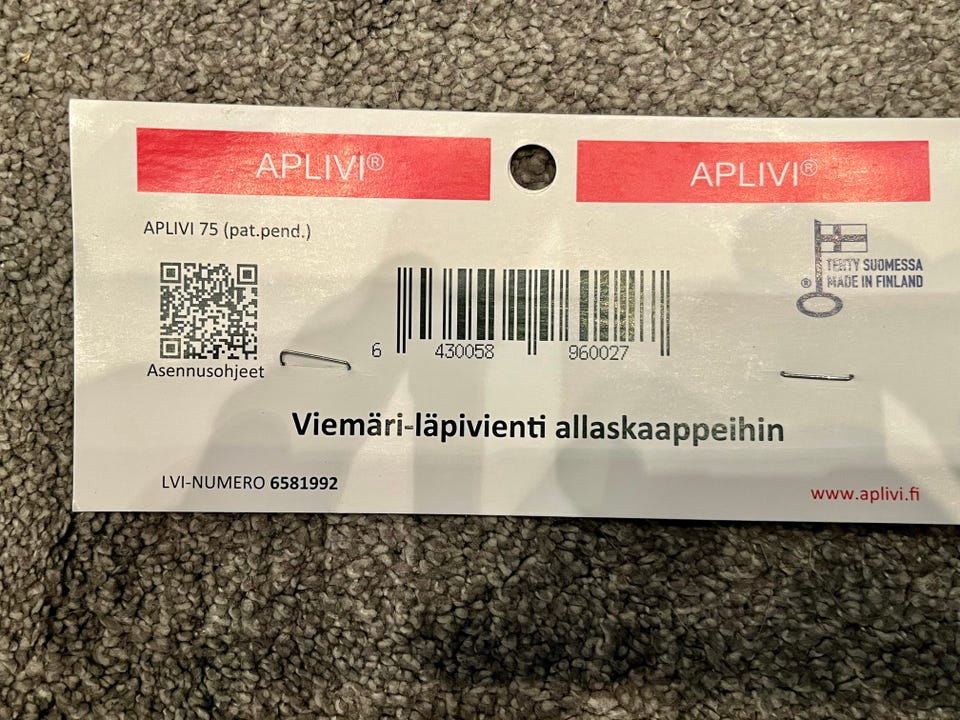 APLIVI®
APLIVI®
APLIVI 75 (pat.pend.)
® TEHTY SUOMESSA
MADE IN FINLAND
6 430058 960027
Asennusohjeet
Viemäri-läpivienti allaskaappeihin
LVI-NUMERO 6581992
www.aplivi.fi